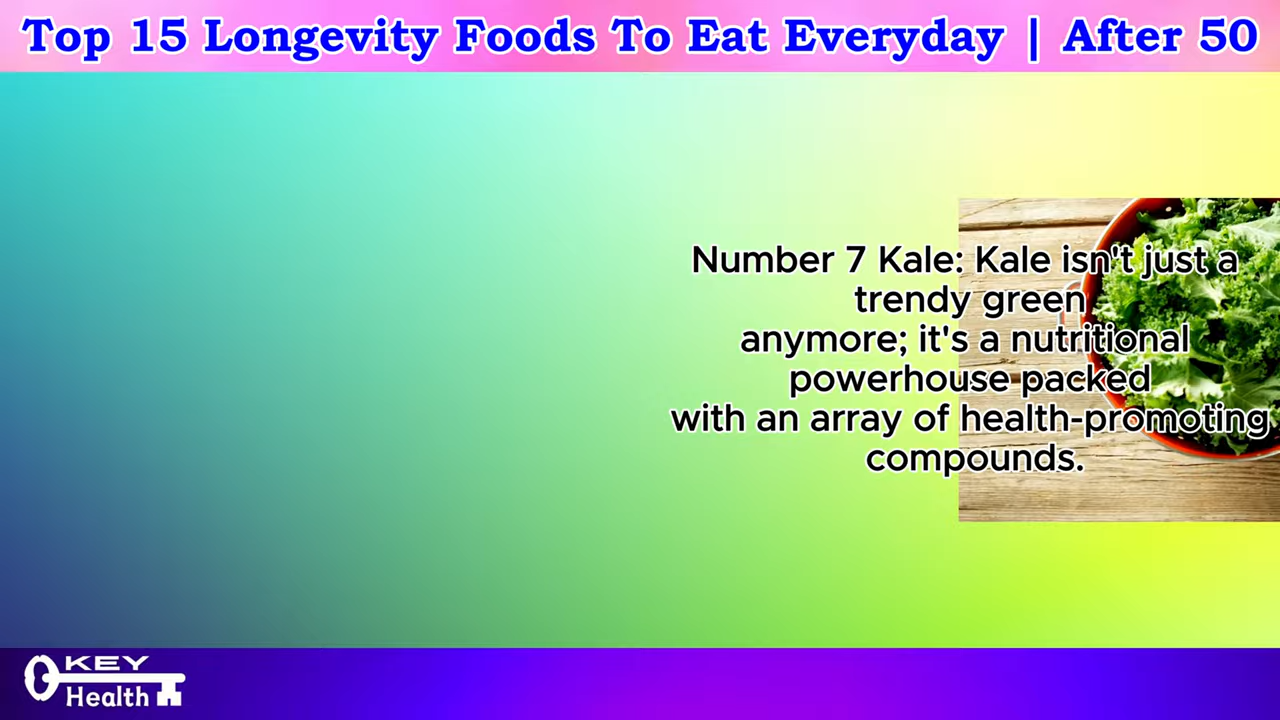 Top 15 Longevity Foods To Eat Everyday | After 50
Number 7 Kale: Kale isn't just a
trendy green
anymore; it's a nutritional
powerhouse packed
with an array of health-promoting
compounds.
KEY
Health